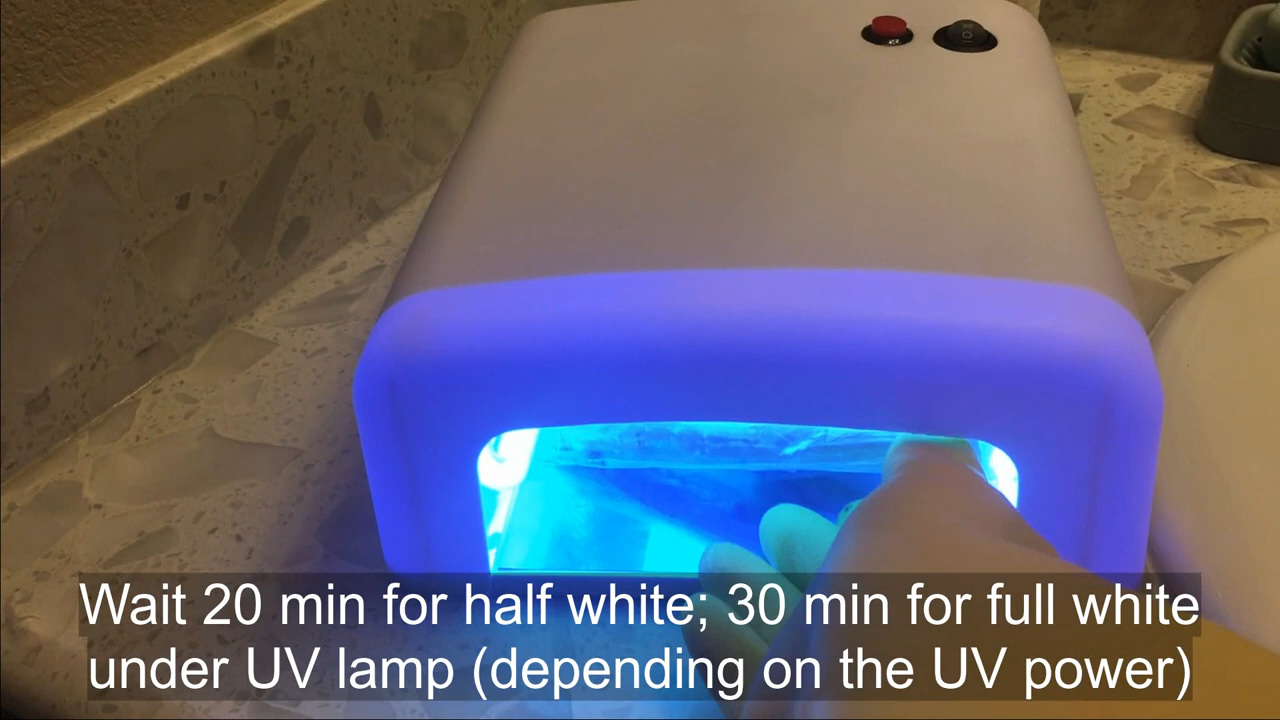 Wait 20 min for half white; 30 min for full white
under UV lamp (depending on the UV power)